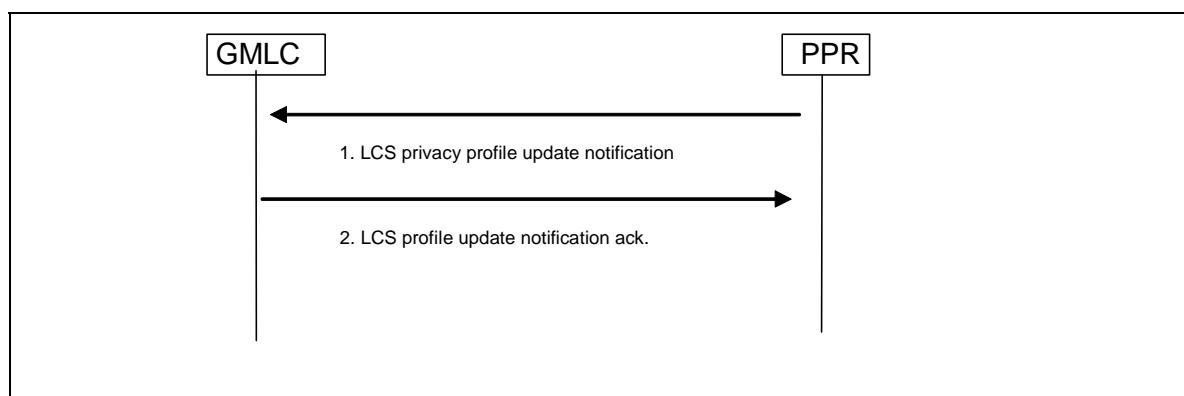 GMLC
PPR
1. LCS privacy profile update notification
2. LCS profile update notification ack.